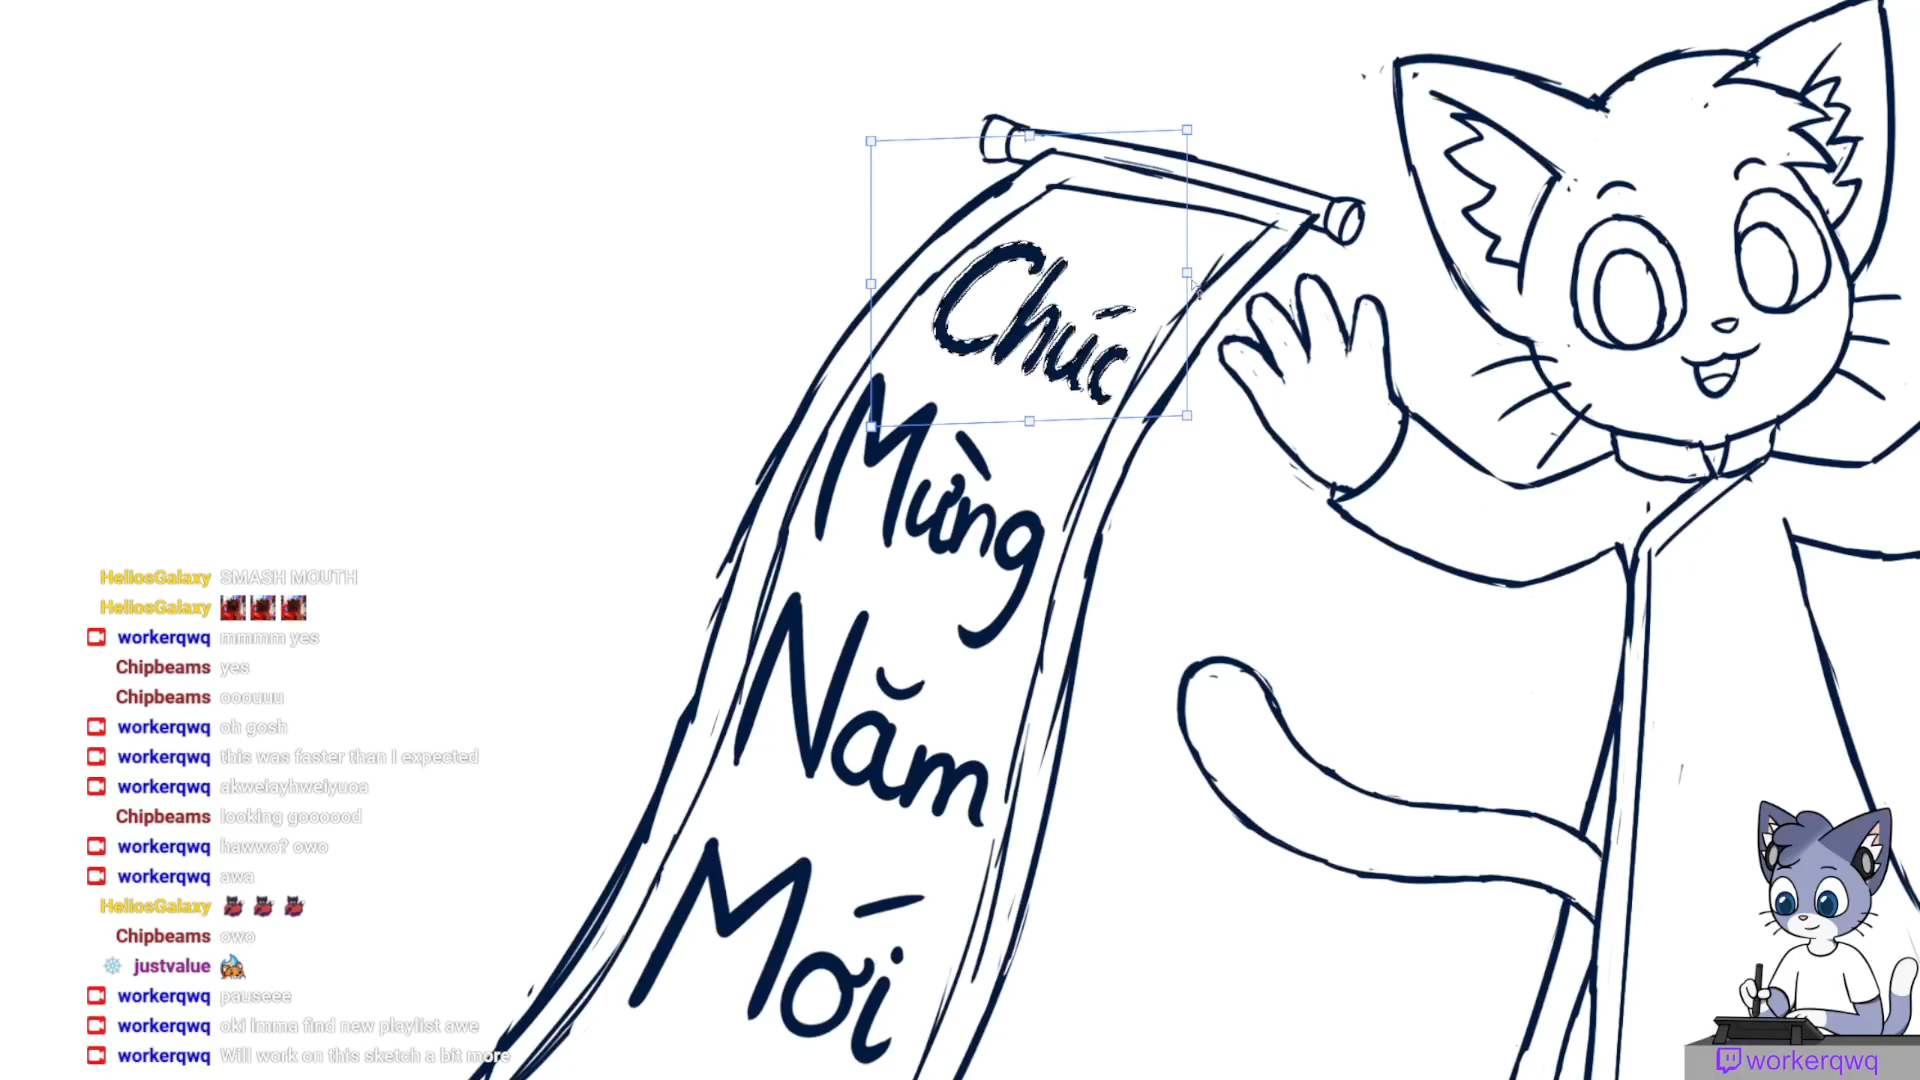 Chúc
Mừng
Năm
Mới
HeliosGalaxy SMASH MOUTH
HeliosGalaxy
workerqwq mmmm yes
Chipbeams yes
Chipbeams ooouuu
workerqwq oh gosh
workerqwq this was faster than I expected
workerqwq akweiayhweiyuoa
Chipbeams looking goooood
workerqwq hawwo? owo
workerqwq awa
HeliosGalaxy
Chipbeams owo
justvalue
workerqwq pauseee
workerqwq oki imma find new playlist awe
workerqwq Will work on this sketch a bit more
workerqwq